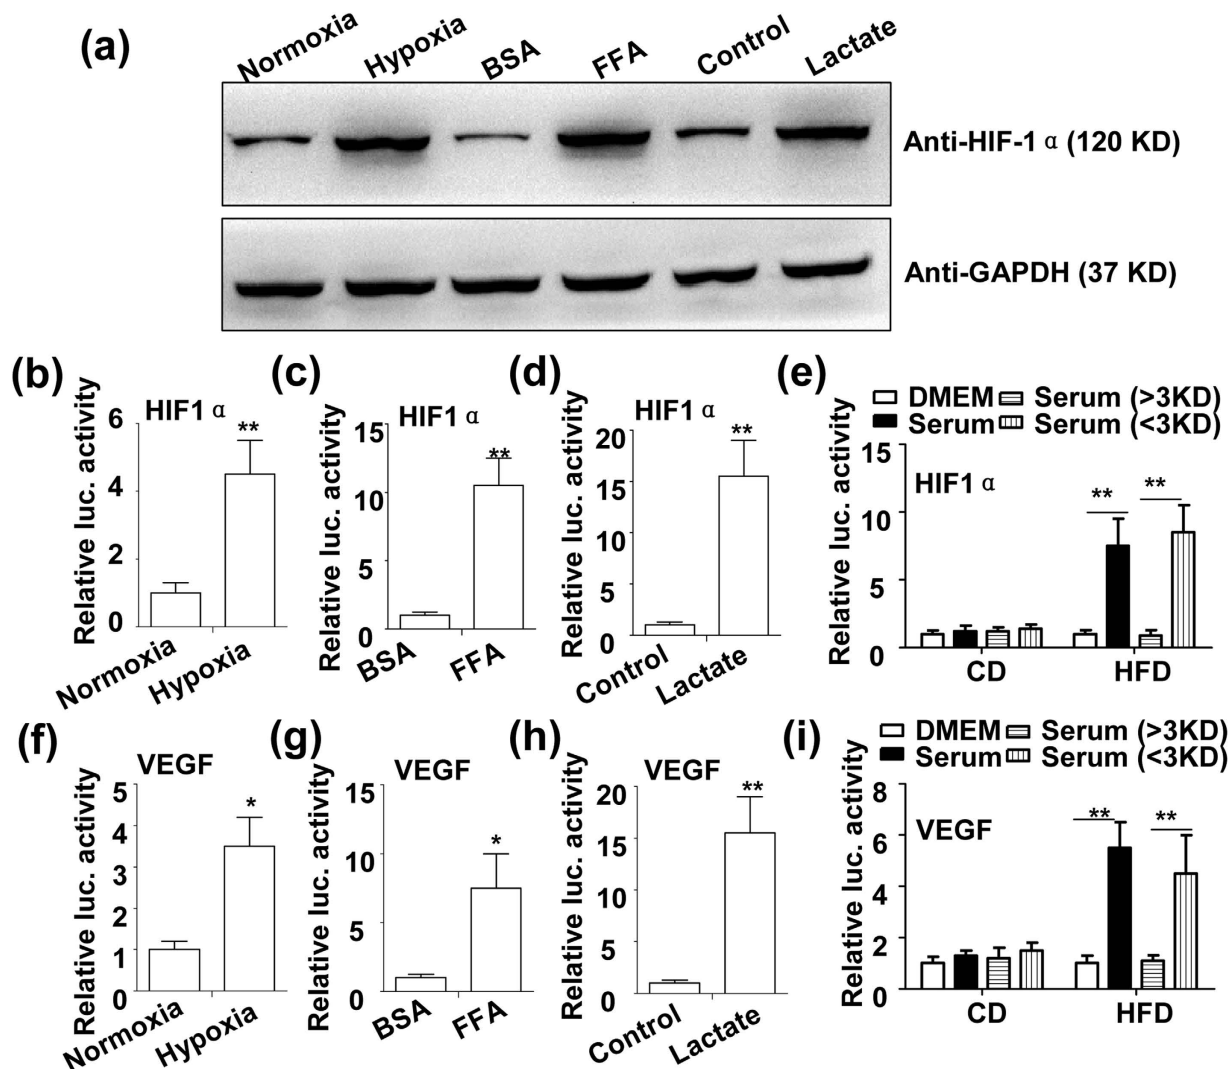 (a)
Normoxia Hypoxia BSA FFA Control Lactate
Anti-HIF-1 α (120 KD)
Anti-GAPDH (37 KD)
(b)
HIF1 α
Relative luc. activity
6
**
4
2
0
Normoxia Hypoxia
(c)
HIF1 α
Relative luc. activity
15
**
10
5
0
BSA FFA
(d)
HIF1 α
Relative luc. activity
20
**
15
10
5
0
Control Lactate
(e)
DMEM Serum (>3KD)
Serum Serum (<3KD)
HIF1 α
Relative luc. activity
15
** **
10
5
0
CD HFD
(f)
VEGF
Relative luc. activity
5
*
4
3
2
1
0
Normoxia Hypoxia
(g)
VEGF
Relative luc. activity
15
*
10
5
0
BSA FFA
(h)
VEGF
Relative luc. activity
20
**
15
10
5
0
Control Lactate
(i)
DMEM Serum (>3KD)
Serum Serum (<3KD)
VEGF
Relative luc. activity
8
** **
6
4
2
0
CD HFD